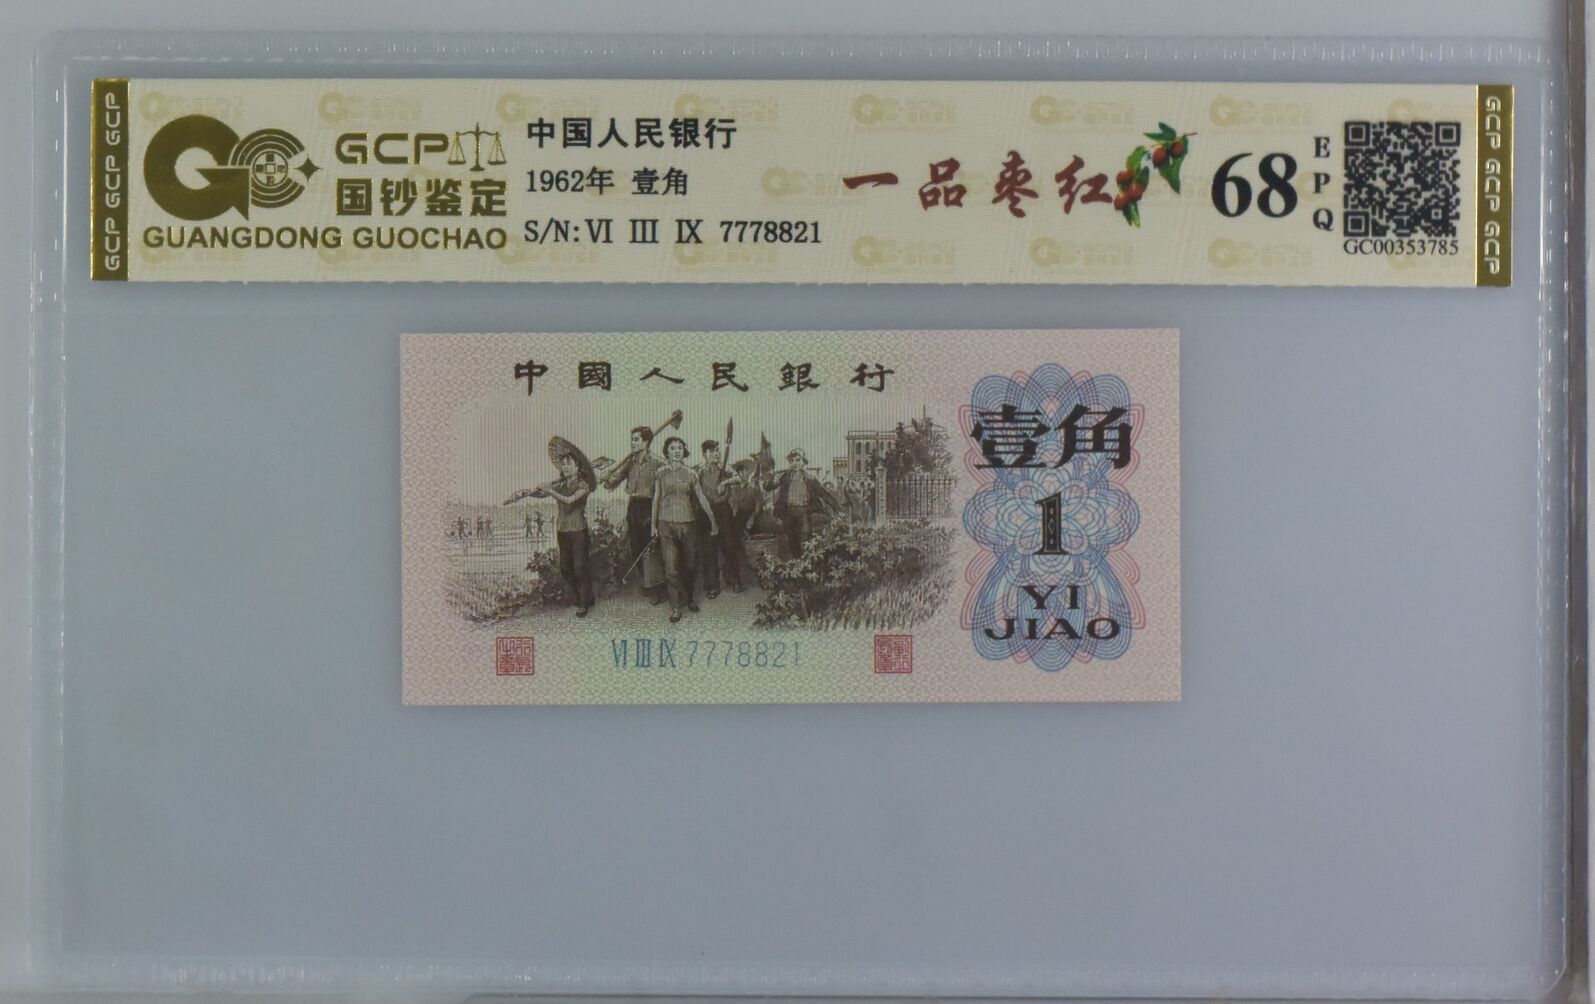 GCP GCP GCP
GCP
国钞鉴定
GUANGDONG GUOCHAO
中国人民银行
1962年 壹角
S/N: VI III IX 7778821
一品枣红
68
E
P
Q
GC00353785
GCP GCP GCP
中國人民銀行
壹角
1
YI
JIAO
VI III IX 7778821